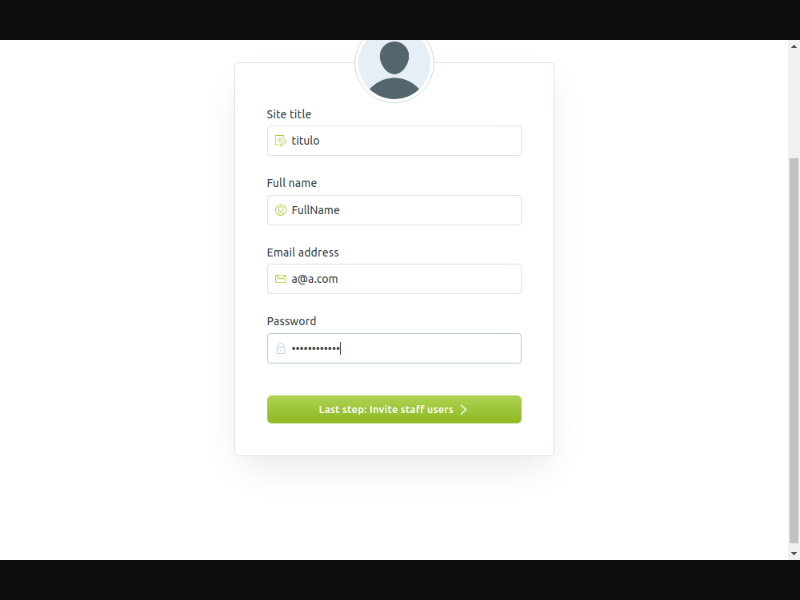 Site title
titulo
Full name
FullName
Email address
a@a.com
Password
••••••••••••
Last step: Invite staff users